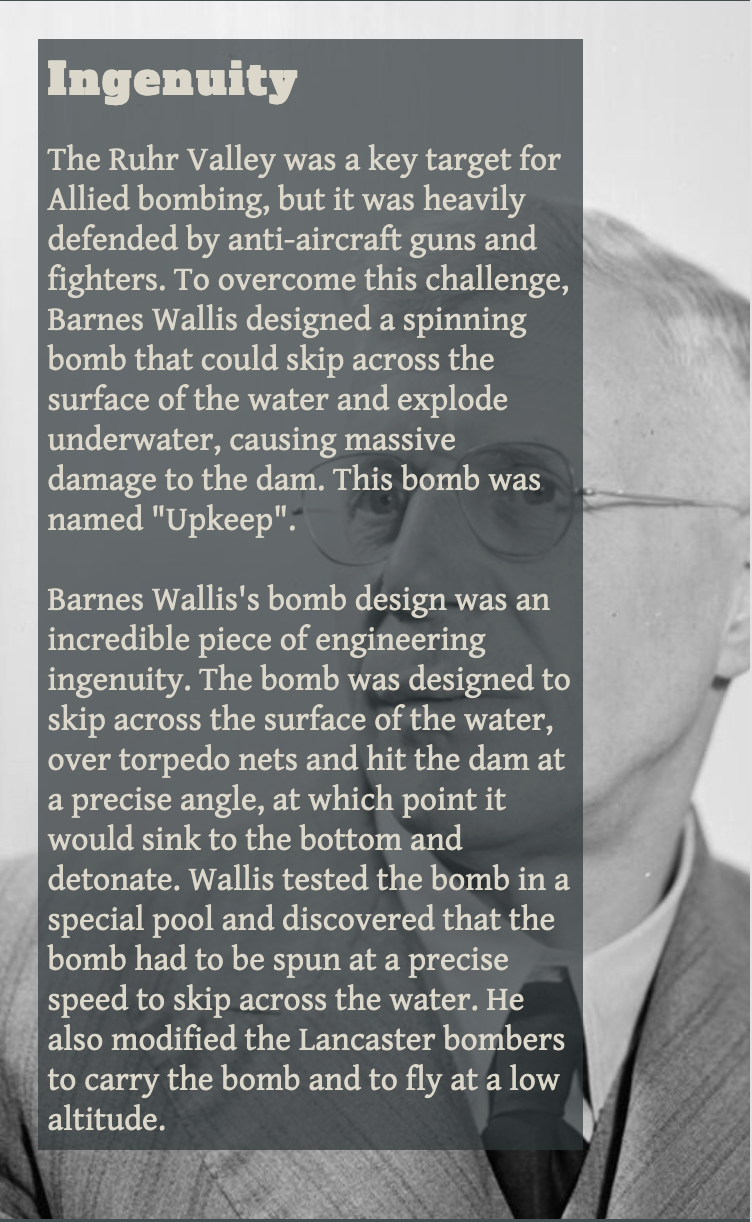 Ingenuity
The Ruhr Valley was a key target for
Allied bombing, but it was heavily
defended by anti-aircraft guns and
fighters. To overcome this challenge,
Barnes Wallis designed a spinning
bomb that could skip across the
surface of the water and explode
underwater, causing massive
damage to the dam. This bomb was
named "Upkeep".
Barnes Wallis's bomb design was an
incredible piece of engineering
ingenuity. The bomb was designed to
skip across the surface of the water,
over torpedo nets and hit the dam at
a precise angle, at which point it
would sink to the bottom and
detonate. Wallis tested the bomb in a
special pool and discovered that the
bomb had to be spun at a precise
speed to skip across the water. He
also modified the Lancaster bombers
to carry the bomb and to fly at a low
altitude.